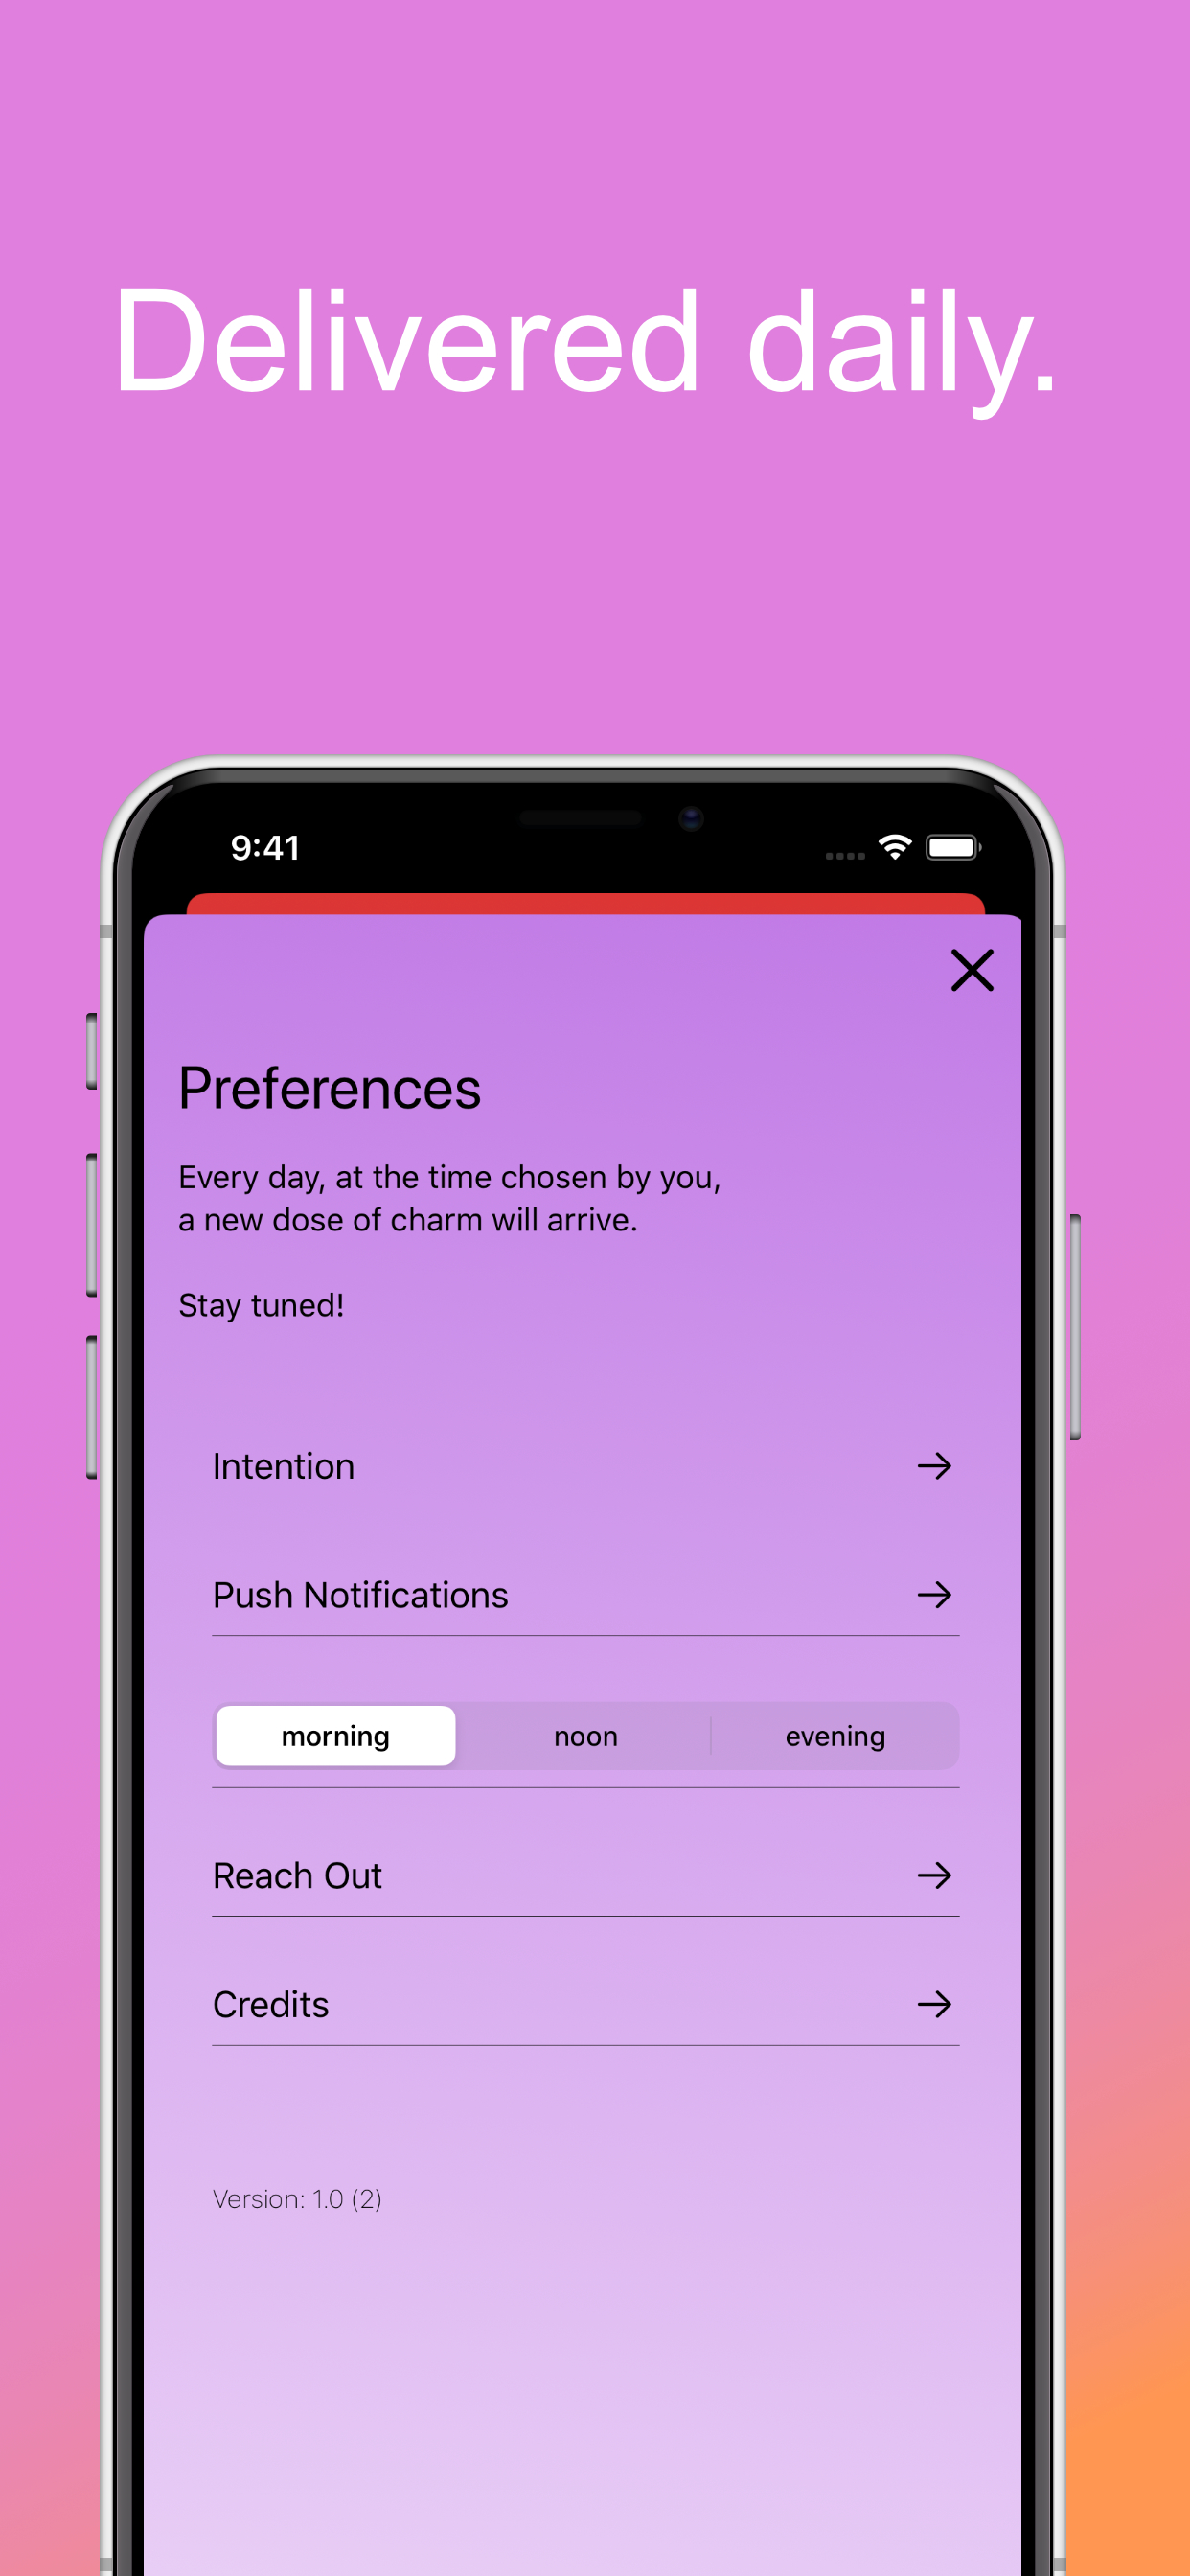 Delivered daily.
9:41
Preferences
Every day, at the time chosen by you,
a new dose of charm will arrive.
Stay tuned!
Intention
Push Notifications
morning noon evening
Reach Out
Credits
Version: 1.0 (2)